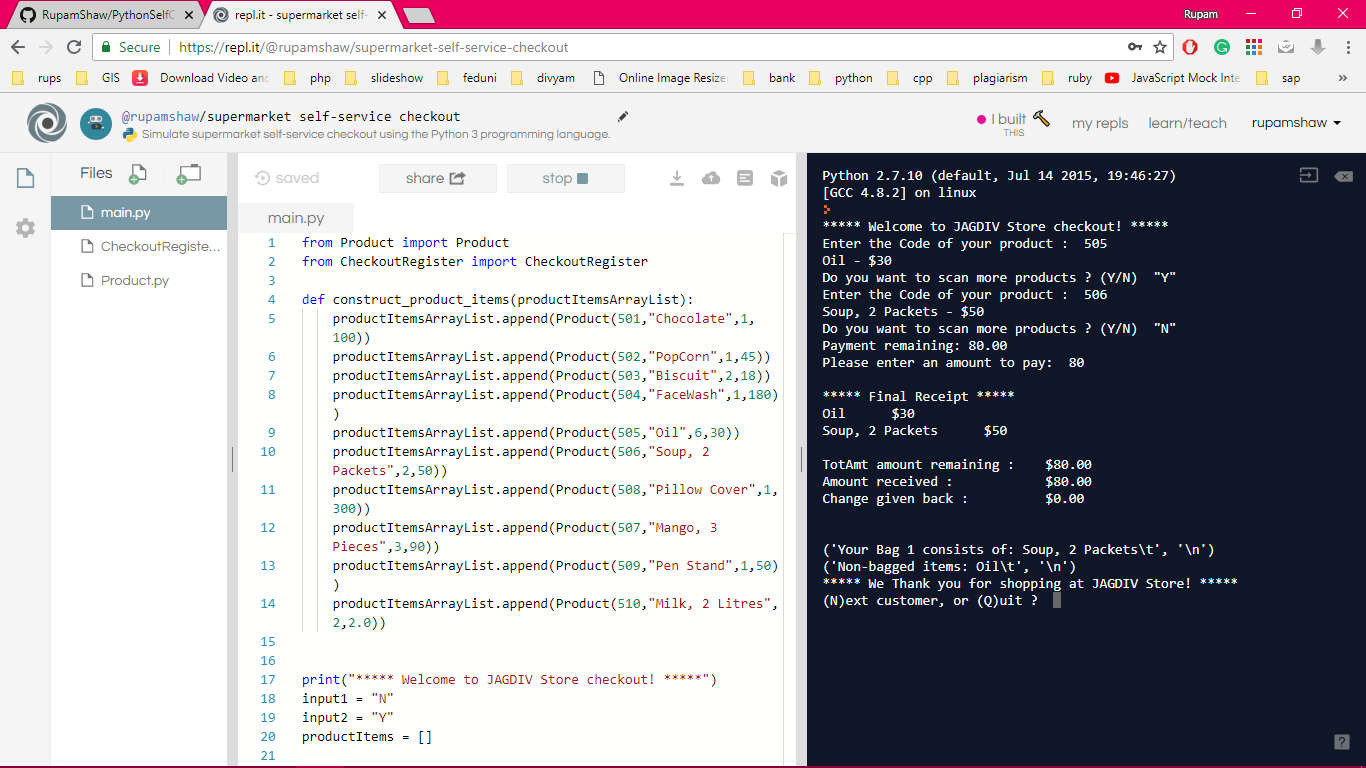 RupamShaw/PythonSelfC
repl.it - supermarket self-
Rupam
Secure
https://repl.it/@rupamshaw/supermarket-self-service-checkout
rups
GIS
Download Video and
php
slideshow
feduni
divyam
Online Image Resize
bank
python
cpp
plagiarism
ruby
JavaScript Mock Inte
sap
»
@rupamshaw/supermarket self-service checkout
Simulate supermarket self-service checkout using the Python 3 programming language.
I built
THIS
my repls
learn/teach
rupamshaw
Files
main.py
CheckoutRegiste...
Product.py
saved
share
stop
main.py
1 from Product import Product
2 from CheckoutRegister import CheckoutRegister
3
4 def construct_product_items(productItemsArrayList):
5 productItemsArrayList.append(Product(501,"Chocolate",1,
100))
6 productItemsArrayList.append(Product(502,"PopCorn",1,45))
7 productItemsArrayList.append(Product(503,"Biscuit",2,18))
8 productItemsArrayList.append(Product(504,"FaceWash",1,180)
)
9 productItemsArrayList.append(Product(505,"Oil",6,30))
10 productItemsArrayList.append(Product(506,"Soup, 2
Packets",2,50))
11 productItemsArrayList.append(Product(508,"Pillow Cover",1,
300))
12 productItemsArrayList.append(Product(507,"Mango, 3
Pieces",3,90))
13 productItemsArrayList.append(Product(509,"Pen Stand",1,50)
)
14 productItemsArrayList.append(Product(510,"Milk, 2 Litres",
2,2.0))
15
16
17 print("***** Welcome to JAGDIV Store checkout! *****")
18 input1 = "N"
19 input2 = "Y"
20 productItems = []
21
Python 2.7.10 (default, Jul 14 2015, 19:46:27)
[GCC 4.8.2] on linux
***** Welcome to JAGDIV Store checkout! *****
Enter the Code of your product :  505
Oil - $30
Do you want to scan more products ? (Y/N)  "Y"
Enter the Code of your product :  506
Soup, 2 Packets - $50
Do you want to scan more products ? (Y/N)  "N"
Payment remaining: 80.00
Please enter an amount to pay:  80
***** Final Receipt *****
Oil      $30
Soup, 2 Packets      $50
TotAmt amount remaining :    $80.00
Amount received :            $80.00
Change given back :          $0.00
('Your Bag 1 consists of: Soup, 2 Packets\t', '\n')
('Non-bagged items: Oil\t', '\n')
***** We Thank you for shopping at JAGDIV Store! *****
(N)ext customer, or (Q)uit ?
?